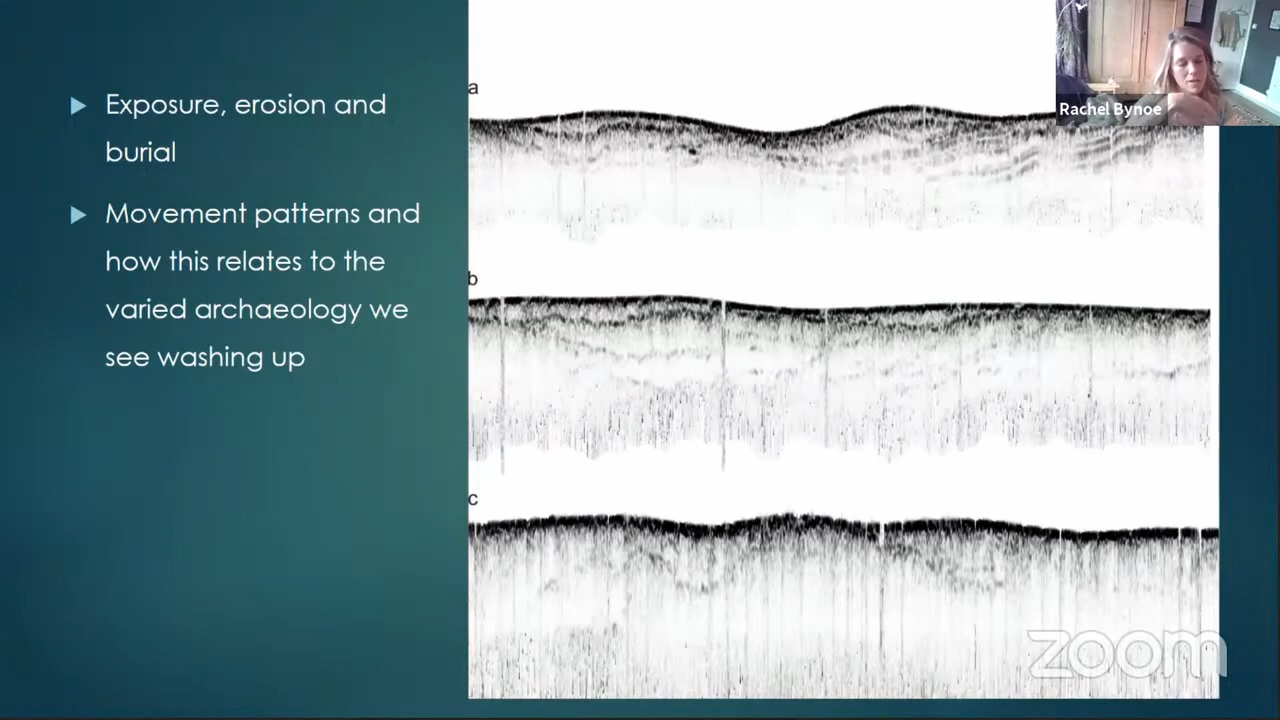 Exposure, erosion and
burial
Movement patterns and
how this relates to the
varied archaeology we
see washing up
a
b
c
Rachel Bynoe
zoom